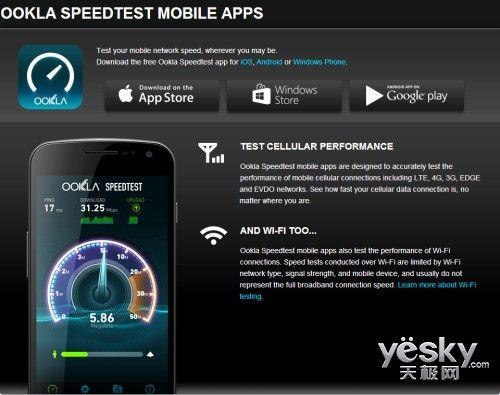 OOKLA SPEEDTEST MOBILE APPS
Test your mobile network speed, wherever you may be.
Download the free Ookla Speedtest app for iOS, Android or Windows Phone.
OOKLA
Download on the
App Store
Windows
Store
ANDROID APP ON
Google play
TEST CELLULAR PERFORMANCE
Ookla Speedtest mobile apps are designed to accurately test the
performance of mobile cellular connections including LTE, 4G, 3G, EDGE
and EVDO networks. See how fast your cellular data connection is, no
matter where you are.
AND WI-FI TOO...
Ookla Speedtest mobile apps also test the performance of Wi-Fi
connections. Speed tests conducted over Wi-Fi are limited by Wi-Fi
network type, signal strength, and mobile device, and usually do not
represent the full broadband connection speed. Learn more about Wi-Fi
testing.
OOKLA SPEEDTEST
PING DOWNLOAD UPLOAD
17 ms 31.25 Mbps
5
10
20
30
50
5.86
Megabits
yesky.com
天极网